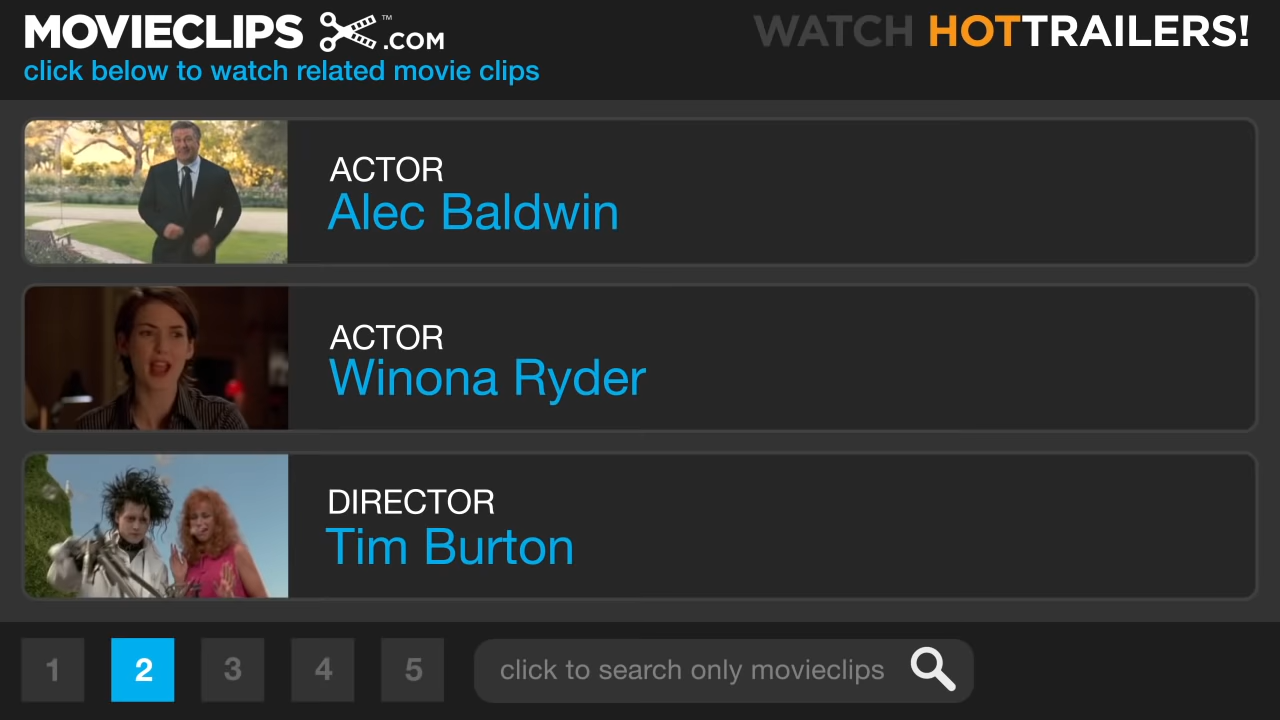 MOVIECLIPS ™ .COM
WATCH HOTTRAILERS!
click below to watch related movie clips
ACTOR
Alec Baldwin
ACTOR
Winona Ryder
DIRECTOR
Tim Burton
1 2 3 4 5
click to search only movieclips